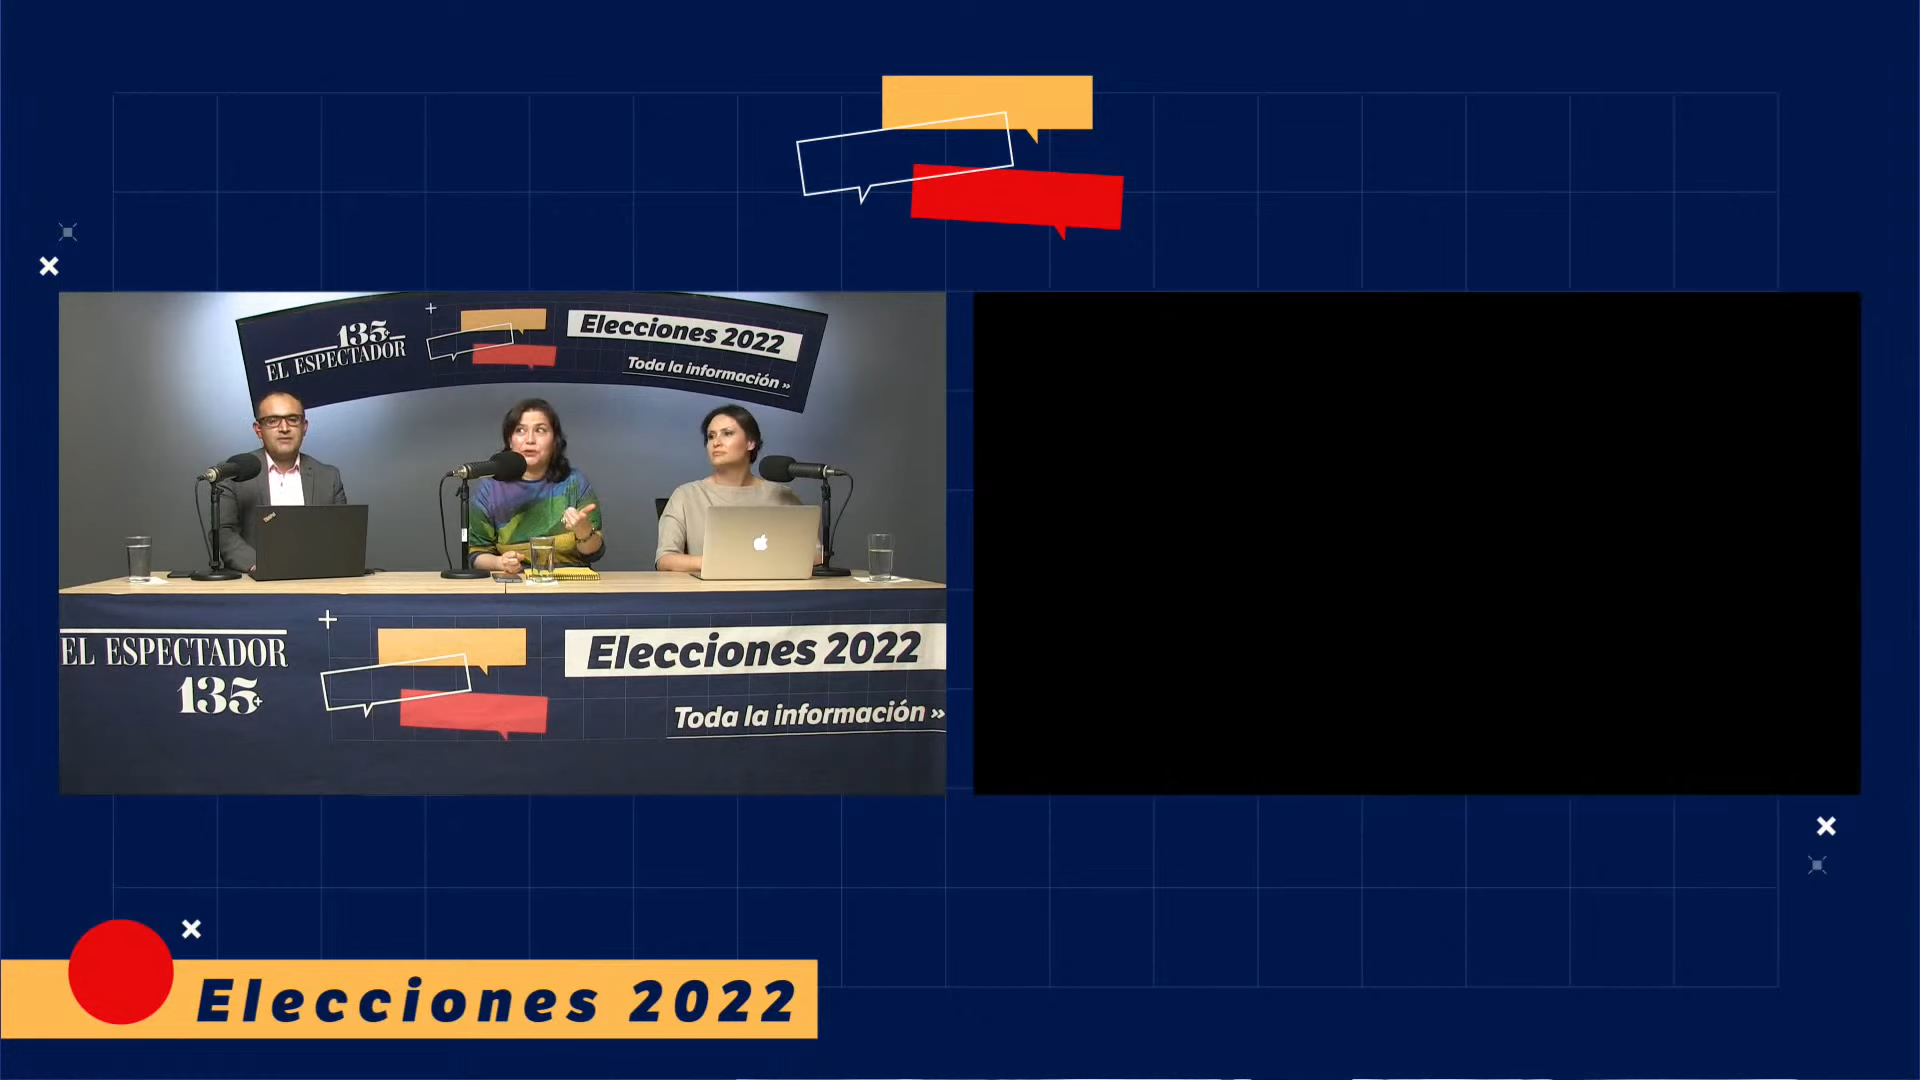 135+
EL ESPECTADOR
Elecciones 2022
Toda la información »
EL ESPECTADOR
135+
Elecciones 2022
Toda la información »
Elecciones 2022